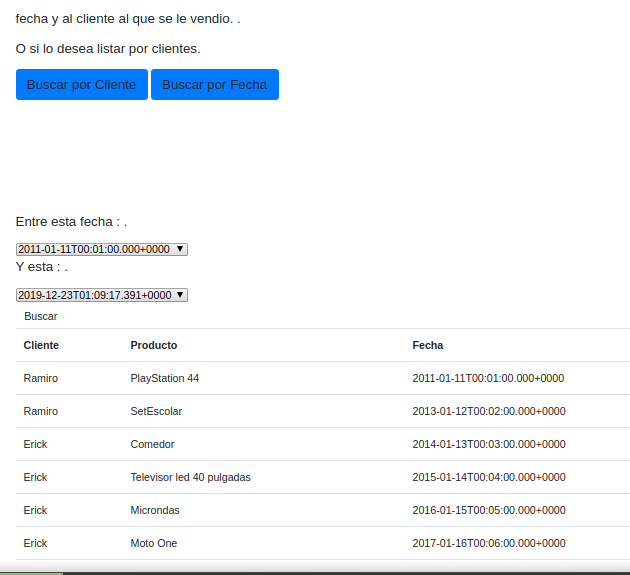 fecha y al cliente al que se le vendio. .
O si lo desea listar por clientes.
Buscar por Cliente Buscar por Fecha
Entre esta fecha : .
2011-01-11T00:01:00.000+0000
Y esta : .
2019-12-23T01:09:17.391+0000
Buscar
Cliente Producto Fecha
Ramiro PlayStation 44 2011-01-11T00:01:00.000+0000
Ramiro SetEscolar 2013-01-12T00:02:00.000+0000
Erick Comedor 2014-01-13T00:03:00.000+0000
Erick Televisor led 40 pulgadas 2015-01-14T00:04:00.000+0000
Erick Microndas 2016-01-15T00:05:00.000+0000
Erick Moto One 2017-01-16T00:06:00.000+0000